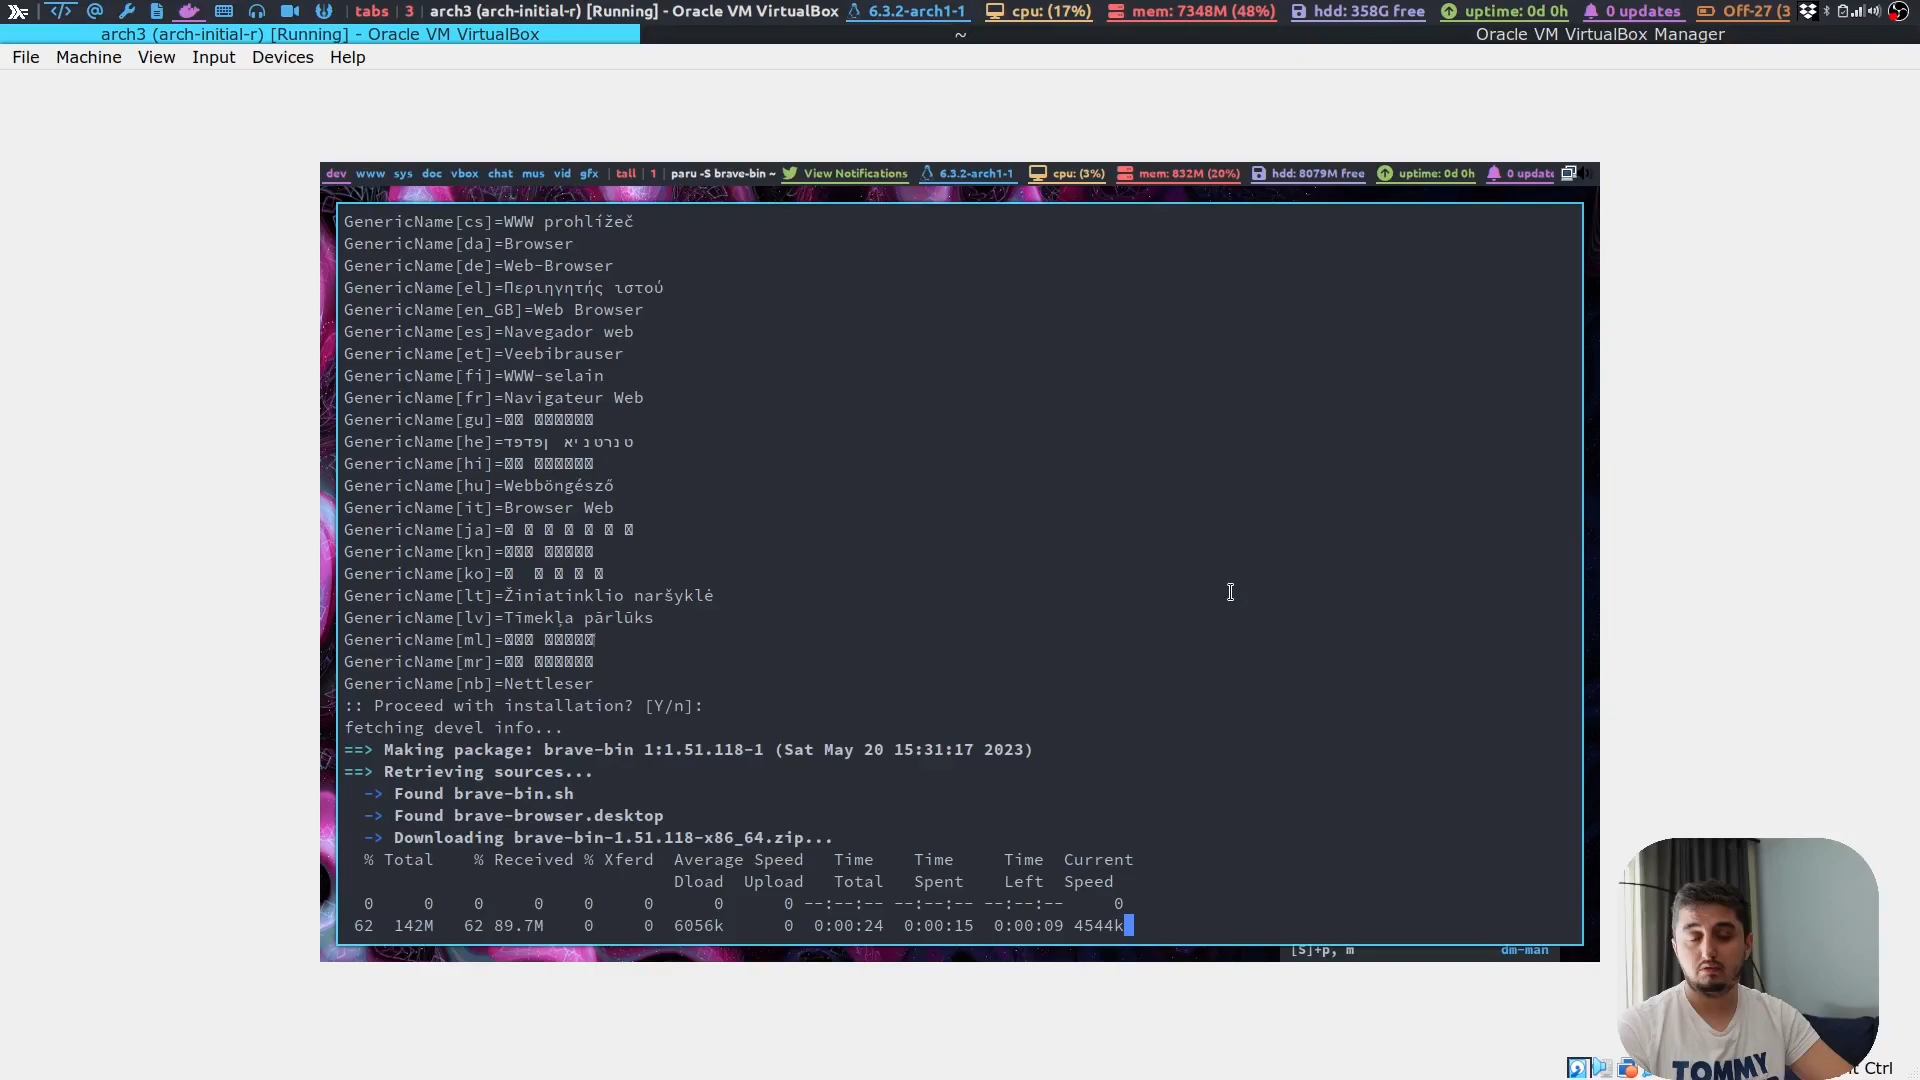 tabs | 3 | arch3 (arch-initial-r) [Running] - Oracle VM VirtualBox 6.3.2-arch1-1 cpu: (17%) mem: 7348M (48%) hdd: 358G free uptime: 0d 0h 0 updates Off-27 (3
arch3 (arch-initial-r) [Running] - Oracle VM VirtualBox ~ Oracle VM VirtualBox Manager
File Machine View Input Devices Help
dev www sys doc vbox chat mus vid gfx | tall | 1 | paru -S brave-bin ~ View Notifications 6.3.2-arch1-1 cpu: (3%) mem: 832M (20%) hdd: 8079M free uptime: 0d 0h 0 update
GenericName[cs]=WWW prohlížeč
GenericName[da]=Browser
GenericName[de]=Web-Browser
GenericName[el]=Περιηγητής ιστού
GenericName[en_GB]=Web Browser
GenericName[es]=Navegador web
GenericName[et]=Veebibrauser
GenericName[fi]=WWW-selain
GenericName[fr]=Navigateur Web
GenericName[gu]=
GenericName[he]=דפדפן אינטרנט
GenericName[hi]=
GenericName[hu]=Webböngésző
GenericName[it]=Browser Web
GenericName[ja]=
GenericName[kn]=
GenericName[ko]=
GenericName[lt]=Žiniatinklio naršyklė
GenericName[lv]=Tīmekļa pārlūks
GenericName[ml]=
GenericName[mr]=
GenericName[nb]=Nettleser
:: Proceed with installation? [Y/n]:
fetching devel info...
==> Making package: brave-bin 1:1.51.118-1 (Sat May 20 15:31:17 2023)
==> Retrieving sources...
-> Found brave-bin.sh
-> Found brave-browser.desktop
-> Downloading brave-bin-1.51.118-x86_64.zip...
% Total % Received % Xferd Average Speed Time Time Time Current
Dload Upload Total Spent Left Speed
0 0 0 0 0 0 0 0 --:--:-- --:--:-- --:--:-- 0
62 142M 62 89.7M 0 0 6056k 0 0:00:24 0:00:15 0:00:09 4544k
[S]+p, m dm-man
TOMMY
t Ctrl